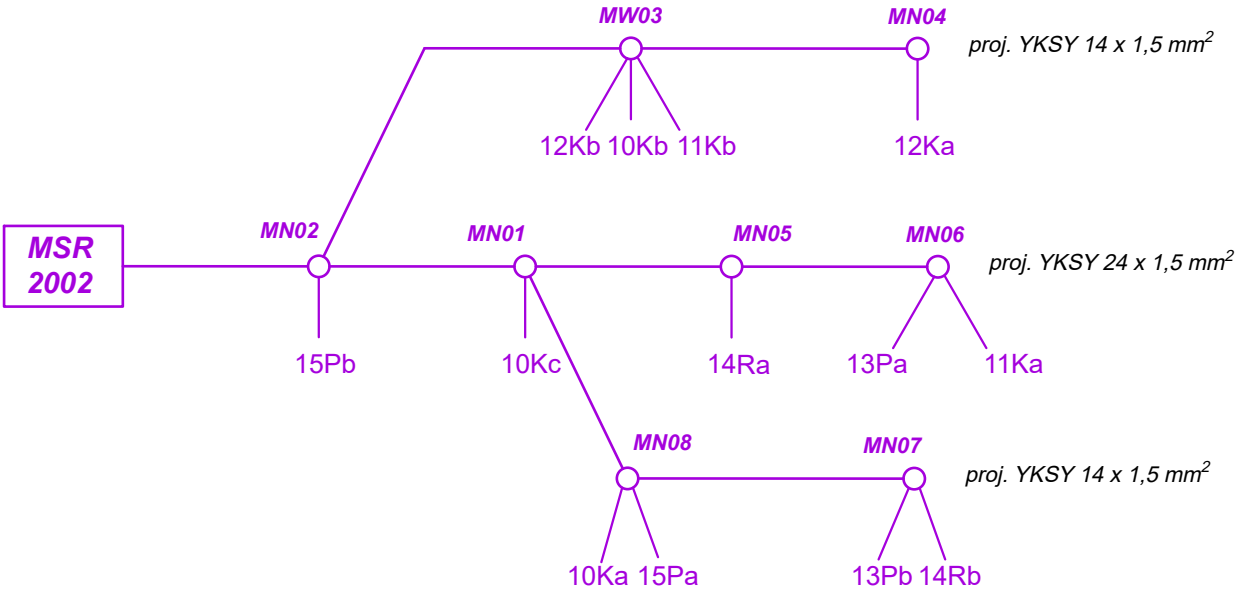 MW03
MN04
proj. YKSY 14 x 1,5 mm²
12Kb 10Kb 11Kb
12Ka
MSR
2002
MN02
MN01
MN05
MN06
proj. YKSY 24 x 1,5 mm²
15Pb
10Kc
14Ra
13Pa
11Ka
MN08
MN07
proj. YKSY 14 x 1,5 mm²
10Ka 15Pa
13Pb 14Rb